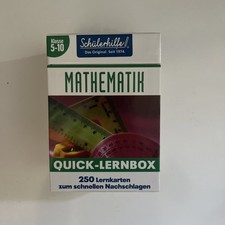 Klasse
5-10
Schülerhilfe!
Das Original. Seit 1974.
MATHEMATIK
QUICK-LERNBOX
250 Lernkarten
zum schnellen Nachschlagen